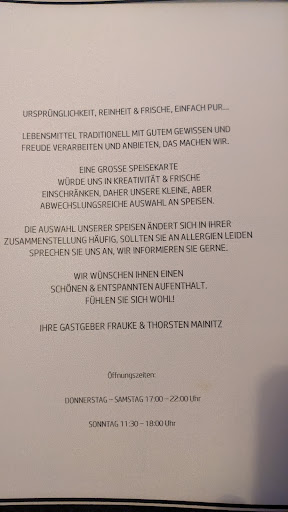 URSPRÜNGLICHKEIT, REINHEIT & FRISCHE, EINFACH PUR...
LEBENSMITTEL TRADITIONELL MIT GUTEM GEWISSEN UND
FREUDE VERARBEITEN UND ANBIETEN, DAS MACHEN WIR.
EINE GROSSE SPEISEKARTE
WÜRDE UNS IN KREATIVITÄT & FRISCHE
EINSCHRÄNKEN, DAHER UNSERE KLEINE, ABER
ABWECHSLUNGSREICHE AUSWAHL AN SPEISEN.
DIE AUSWAHL UNSERER SPEISEN ÄNDERT SICH IN IHRER
ZUSAMMENSTELLUNG HÄUFIG, SOLLTEN SIE AN ALLERGIEN LEIDEN
SPRECHEN SIE UNS AN, WIR INFORMIEREN SIE GERNE.
WIR WÜNSCHEN IHNEN EINEN
SCHÖNEN & ENTSPANNTEN AUFENTHALT.
FÜHLEN SIE SICH WOHL!
IHRE GASTGEBER FRAUKE & THORSTEN MAINITZ
Öffnungszeiten:
DONNERSTAG – SAMSTAG 17:00 – 22:00 Uhr
SONNTAG 11:30 – 18:00 Uhr